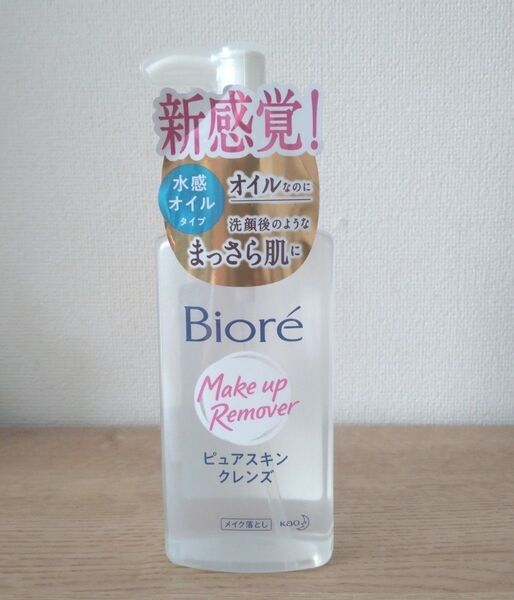 新感覚!
水感
オイル
タイプ
オイルなのに
洗顔後のような
まっさら肌に
Bioré
Make up
Remover
ピュアスキン
クレンズ
メイク落とし
Kao